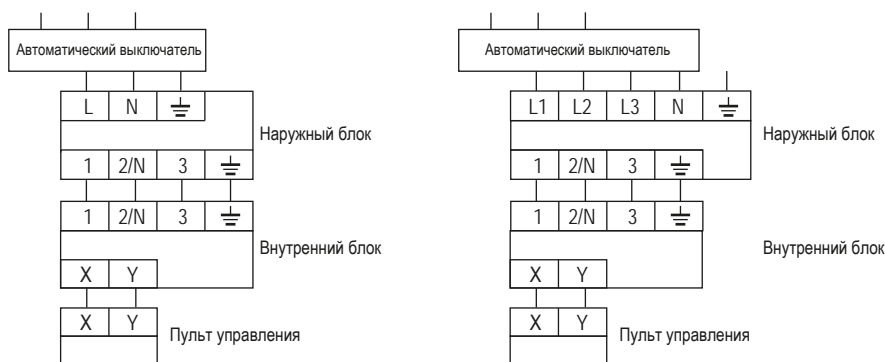 Автоматический выключатель
L N
Наружный блок
1 2/N 3
1 2/N 3
Внутренний блок
X Y
X Y
Пульт управления
Автоматический выключатель
L1 L2 L3 N
Наружный блок
1 2/N 3
1 2/N 3
Внутренний блок
X Y
X Y
Пульт управления